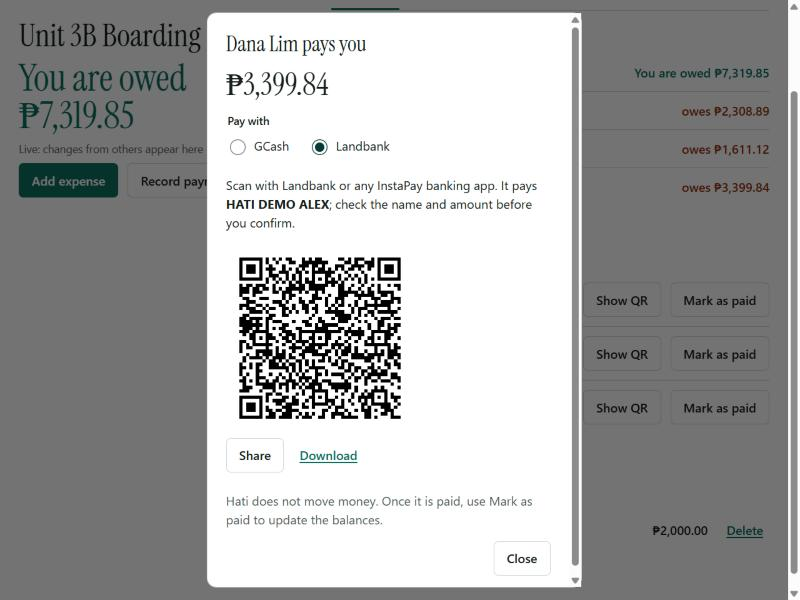 Unit 3B Boarding
You are owed
₱7,319.85
Live: changes from others appear here
Add expense
Record payr
You are owed ₱7,319.85
owes ₱2,308.89
owes ₱1,611.12
owes ₱3,399.84
Show QR Mark as paid
Show QR Mark as paid
Show QR Mark as paid
₱2,000.00 Delete
Dana Lim pays you
₱3,399.84
Pay with
GCash Landbank
Scan with Landbank or any InstaPay banking app. It pays
HATI DEMO ALEX; check the name and amount before
you confirm.
Share Download
Hati does not move money. Once it is paid, use Mark as
paid to update the balances.
Close